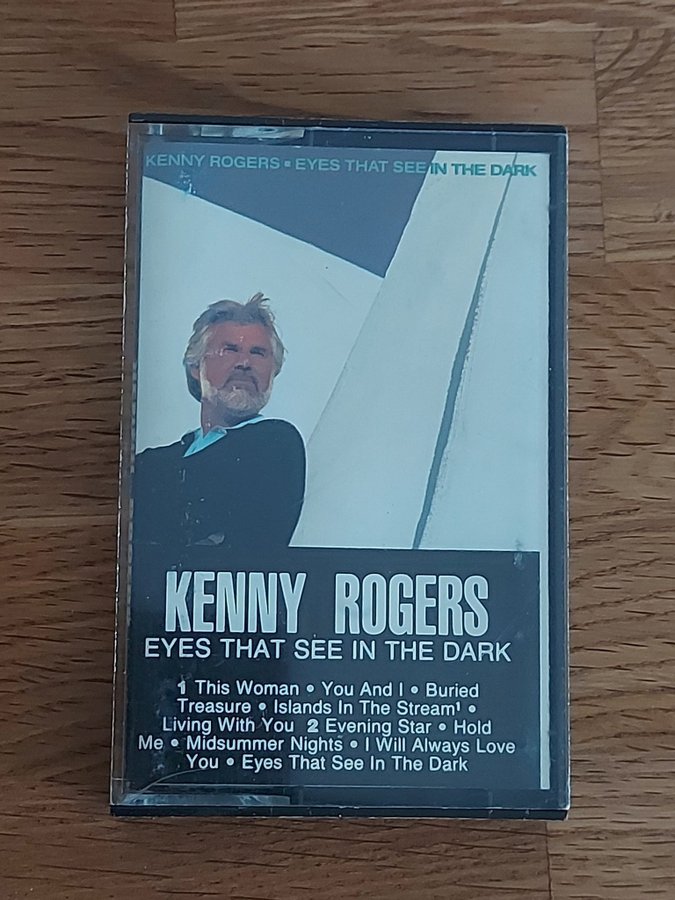 KENNY ROGERS ▪ EYES THAT SEE IN THE DARK
KENNY ROGERS
EYES THAT SEE IN THE DARK
1 This Woman • You And I • Buried
Treasure • Islands In The Stream¹ •
Living With You 2 Evening Star • Hold
Me • Midsummer Nights • I Will Always Love
You • Eyes That See In The Dark